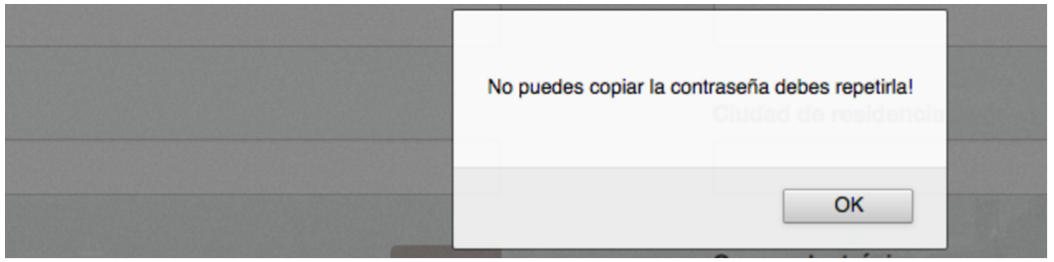 No puedes copiar la contraseña debes repetirla!
Ciudad de residencia
OK